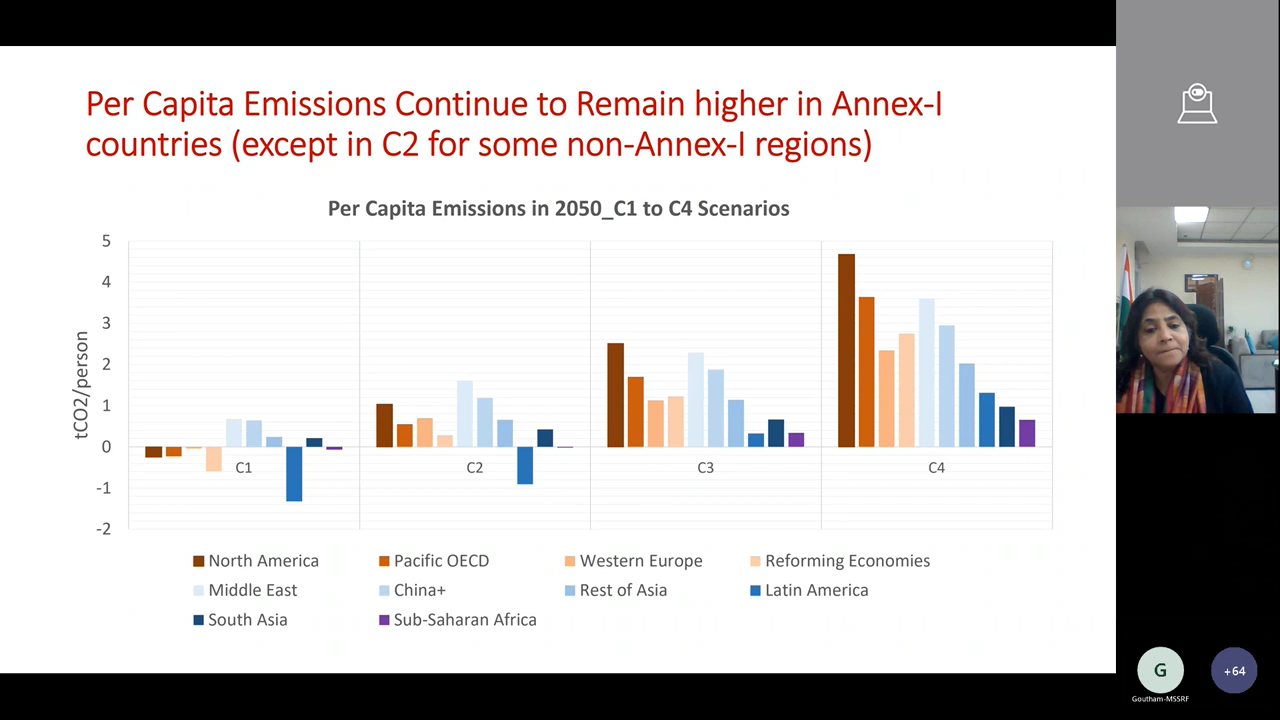 Per Capita Emissions Continue to Remain higher in Annex-I
countries (except in C2 for some non-Annex-I regions)
Per Capita Emissions in 2050_C1 to C4 Scenarios
tCO2/person
5
4
3
2
1
0
-1
-2
C1
C2
C3
C4
North America
Pacific OECD
Western Europe
Reforming Economies
Middle East
China+
Rest of Asia
Latin America
South Asia
Sub-Saharan Africa
G
Goutham-MSSRF
+64